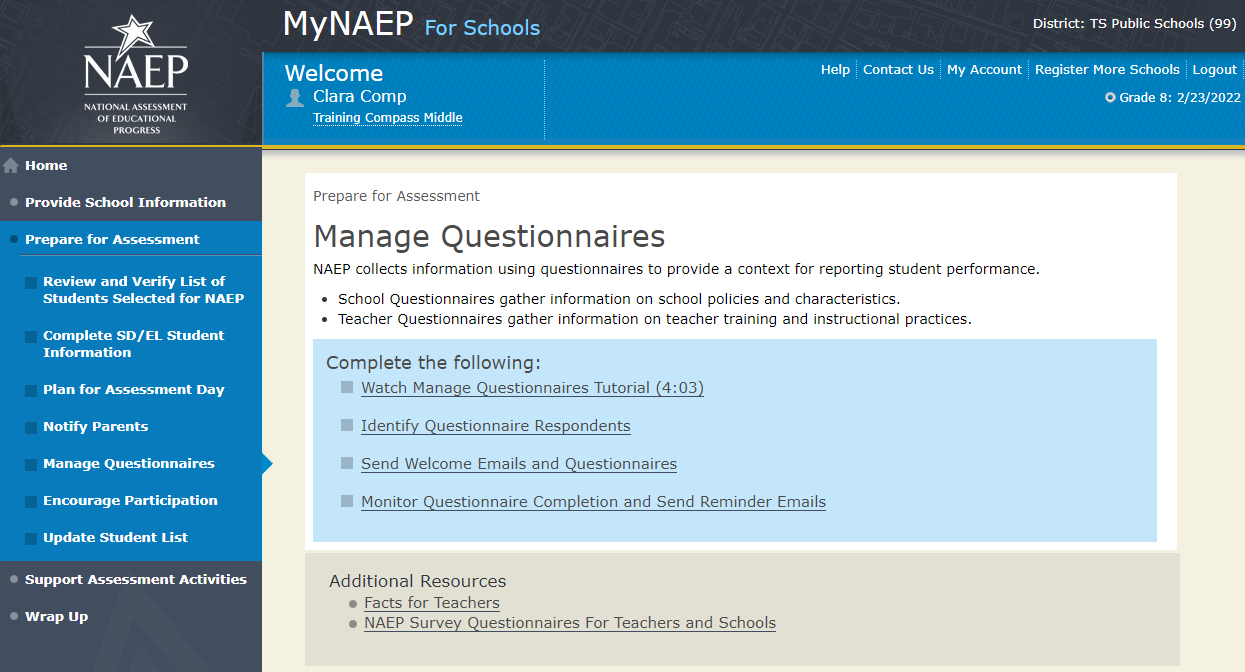 NAEP
NATIONAL ASSESSMENT
OF EDUCATIONAL
PROGRESS
MyNAEP For Schools
District: TS Public Schools (99)
Welcome
Clara Comp
Training Compass Middle
Help Contact Us My Account Register More Schools Logout
Grade 8: 2/23/2022
Home
Provide School Information
Prepare for Assessment
Review and Verify List of
Students Selected for NAEP
Complete SD/EL Student
Information
Plan for Assessment Day
Notify Parents
Manage Questionnaires
Encourage Participation
Update Student List
Support Assessment Activities
Wrap Up
Prepare for Assessment
Manage Questionnaires
NAEP collects information using questionnaires to provide a context for reporting student performance.
• School Questionnaires gather information on school policies and characteristics.
• Teacher Questionnaires gather information on teacher training and instructional practices.
Complete the following:
Watch Manage Questionnaires Tutorial (4:03)
Identify Questionnaire Respondents
Send Welcome Emails and Questionnaires
Monitor Questionnaire Completion and Send Reminder Emails
Additional Resources
Facts for Teachers
NAEP Survey Questionnaires For Teachers and Schools